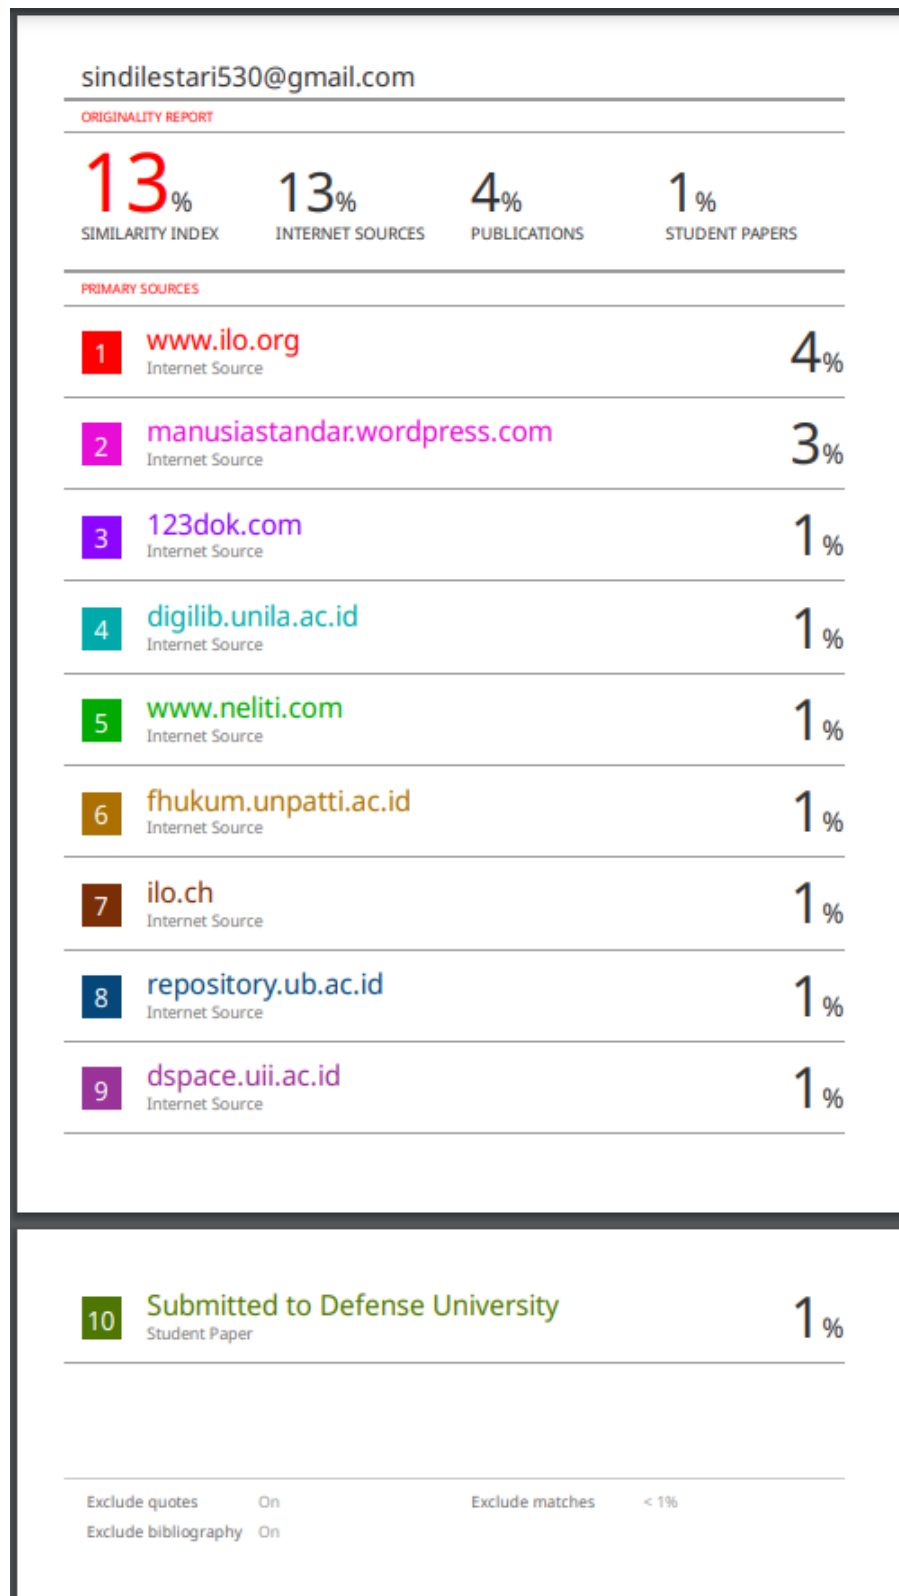 sindilestari530@gmail.com
ORIGINALITY REPORT
13% 13% 4% 1%
SIMILARITY INDEX INTERNET SOURCES PUBLICATIONS STUDENT PAPERS
PRIMARY SOURCES
1 www.ilo.org 4%
Internet Source
2 manusiastandar.wordpress.com 3%
Internet Source
3 123dok.com 1%
Internet Source
4 digilib.unila.ac.id 1%
Internet Source
5 www.neliti.com 1%
Internet Source
6 fhukum.unpatti.ac.id 1%
Internet Source
7 ilo.ch 1%
Internet Source
8 repository.ub.ac.id 1%
Internet Source
9 dspace.uii.ac.id 1%
Internet Source
10 Submitted to Defense University 1%
Student Paper
Exclude quotes On Exclude matches < 1%
Exclude bibliography On